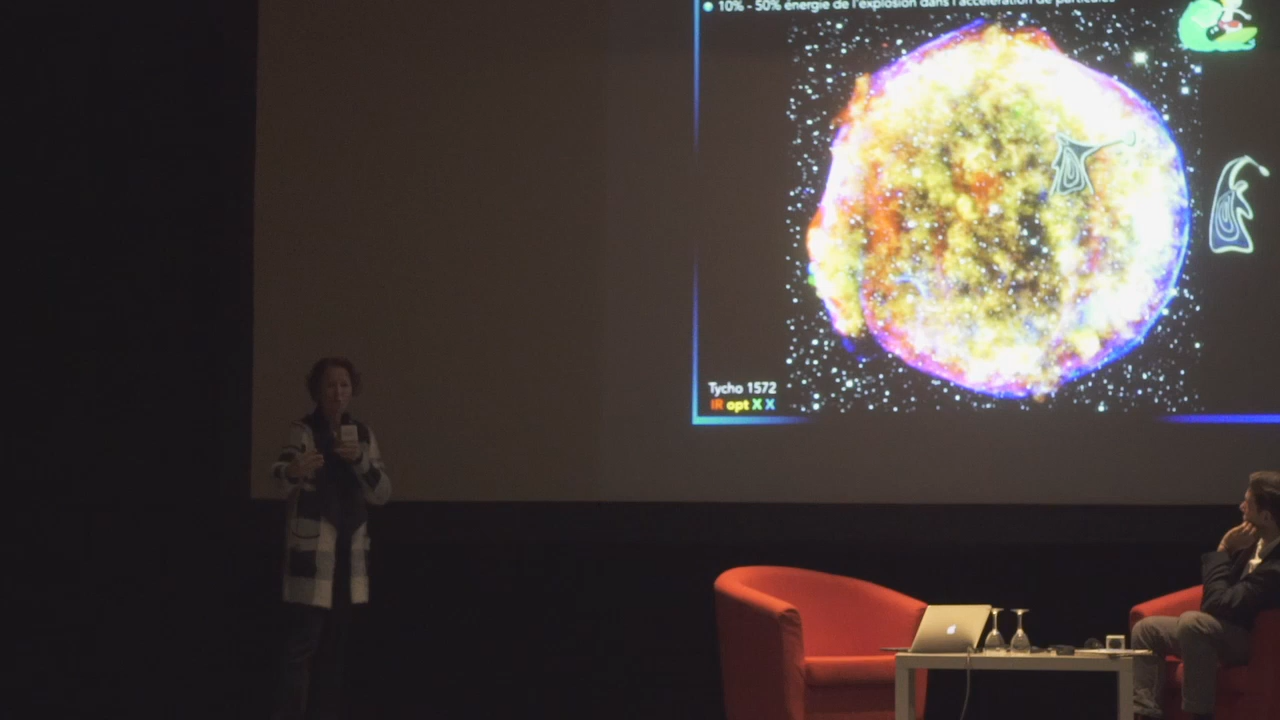 10% - 50% énergie de l'explosion dans l'accélération de particules
Tycho 1572
IR opt X X